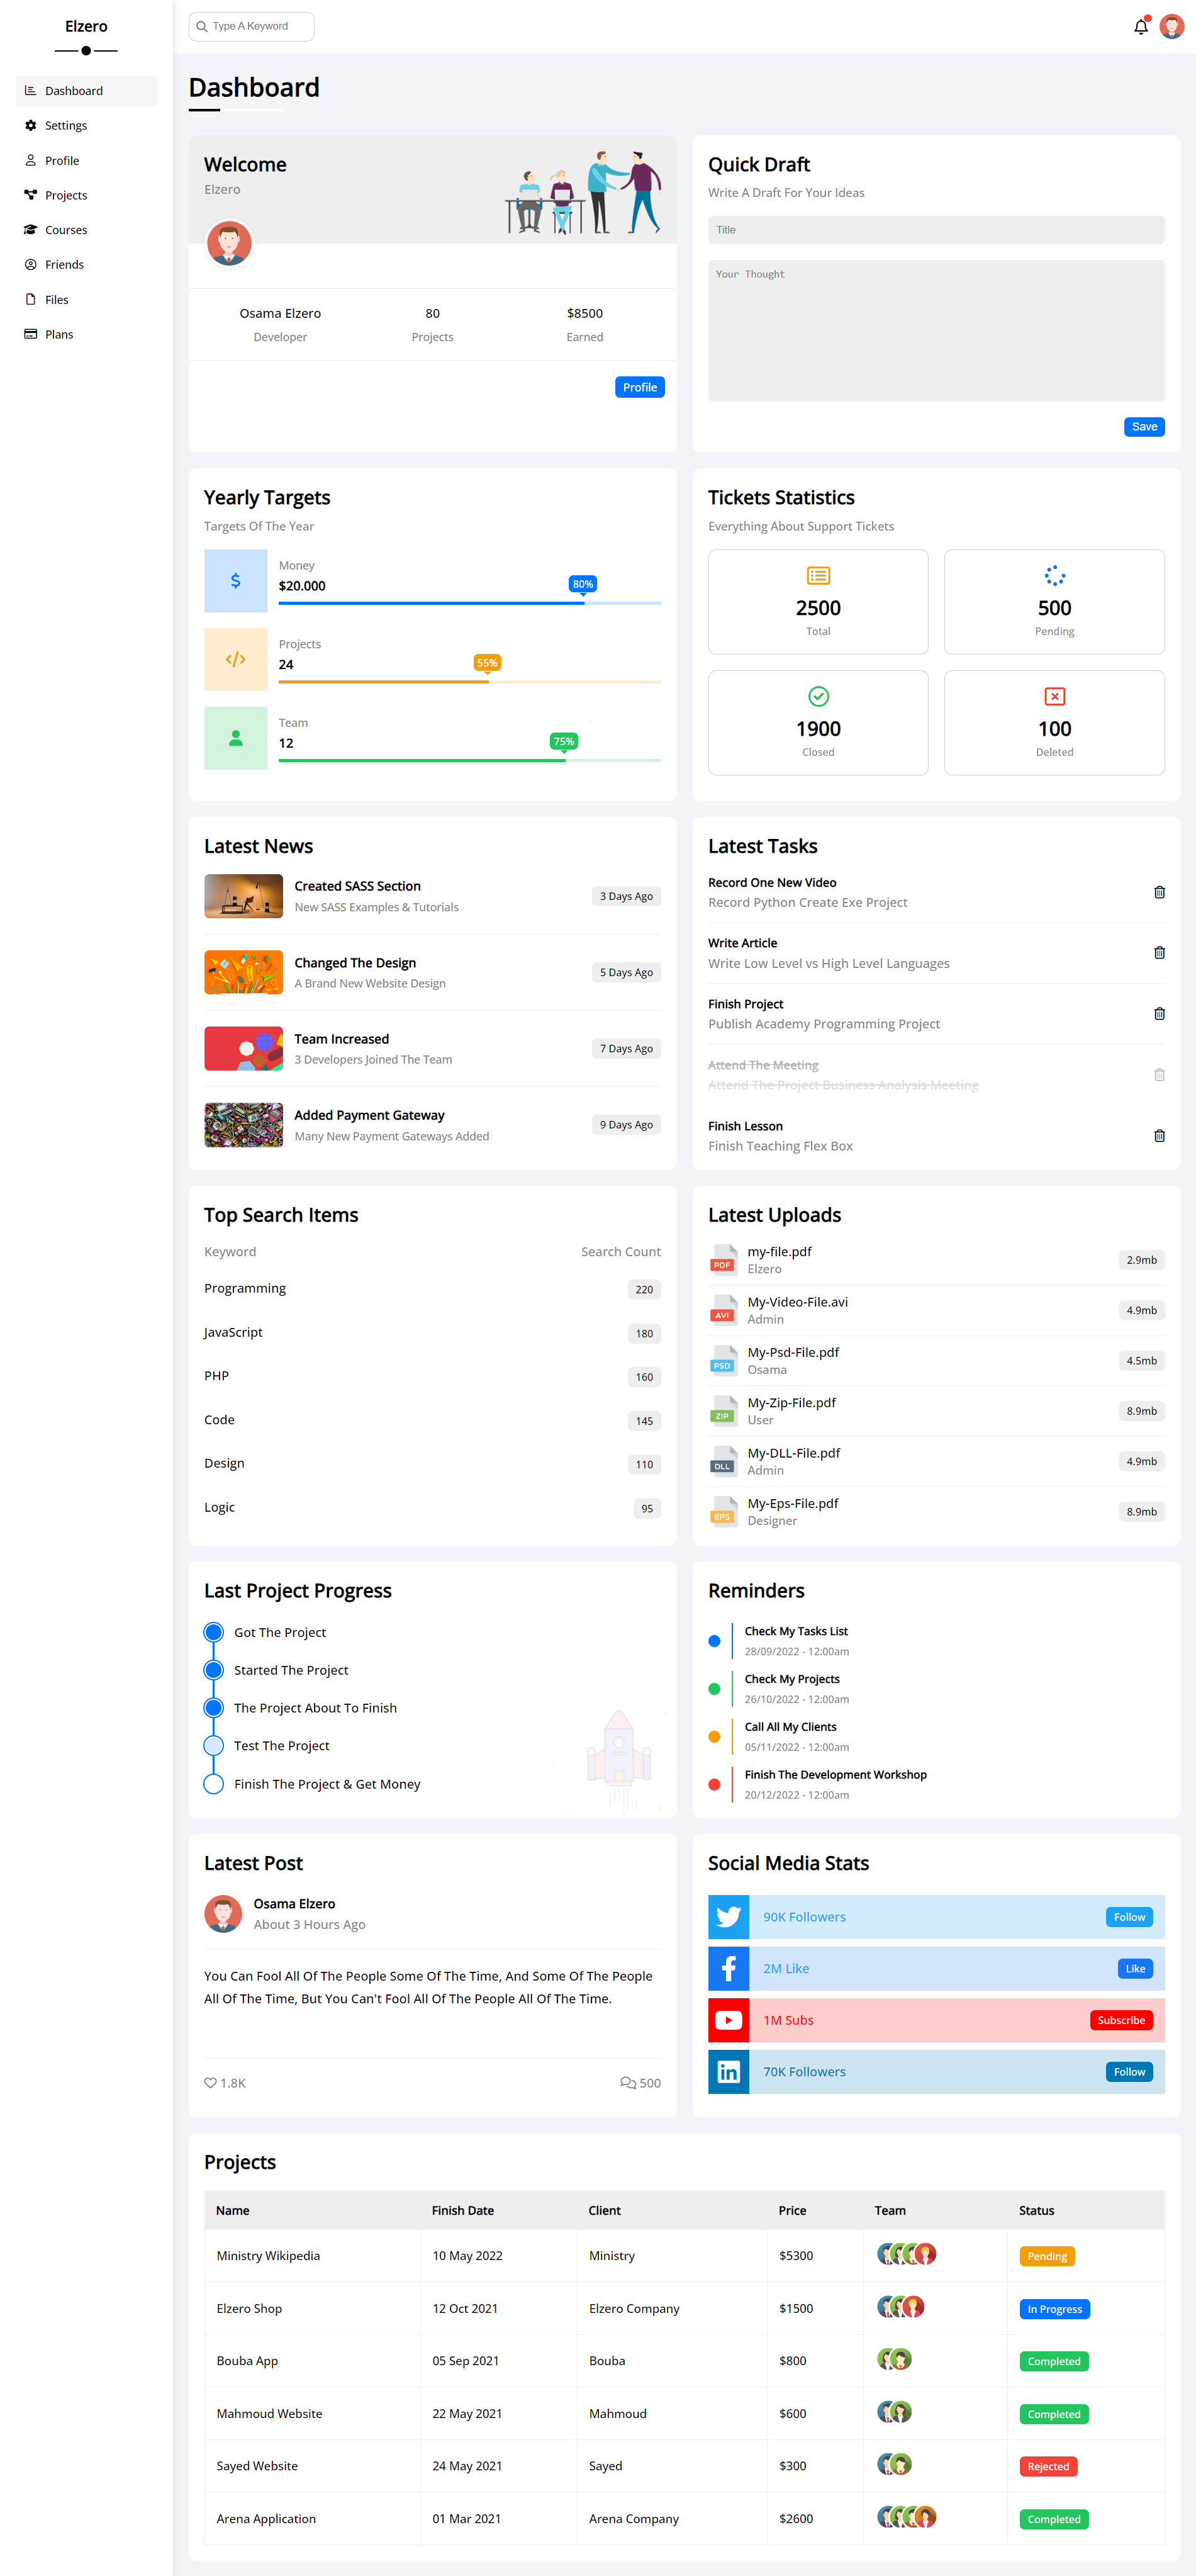 Elzero
Dashboard
Settings
Profile
Projects
Courses
Friends
Files
Plans
Type A Keyword
Dashboard
Welcome
Elzero
Osama Elzero
Developer
80
Projects
$8500
Earned
Profile
Quick Draft
Write A Draft For Your Ideas
Title
Your Thought
Save
Yearly Targets
Targets Of The Year
Money
$20.000
80%
Projects
24
55%
Team
12
75%
Tickets Statistics
Everything About Support Tickets
2500
Total
500
Pending
1900
Closed
100
Deleted
Latest News
Created SASS Section
New SASS Examples & Tutorials
3 Days Ago
Changed The Design
A Brand New Website Design
5 Days Ago
Team Increased
3 Developers Joined The Team
7 Days Ago
Added Payment Gateway
Many New Payment Gateways Added
9 Days Ago
Latest Tasks
Record One New Video
Record Python Create Exe Project
Write Article
Write Low Level vs High Level Languages
Finish Project
Publish Academy Programming Project
Attend The Meeting
Attend The Project Business Analysis Meeting
Finish Lesson
Finish Teaching Flex Box
Top Search Items
Keyword Search Count
Programming 220
JavaScript 180
PHP 160
Code 145
Design 110
Logic 95
Latest Uploads
PDF
my-file.pdf
Elzero
2.9mb
AVI
My-Video-File.avi
Admin
4.9mb
PSD
My-Psd-File.pdf
Osama
4.5mb
ZIP
My-Zip-File.pdf
User
8.9mb
DLL
My-DLL-File.pdf
Admin
4.9mb
EPS
My-Eps-File.pdf
Designer
8.9mb
Last Project Progress
Got The Project
Started The Project
The Project About To Finish
Test The Project
Finish The Project & Get Money
Reminders
Check My Tasks List
28/09/2022 - 12:00am
Check My Projects
26/10/2022 - 12:00am
Call All My Clients
05/11/2022 - 12:00am
Finish The Development Workshop
20/12/2022 - 12:00am
Latest Post
Osama Elzero
About 3 Hours Ago
You Can Fool All Of The People Some Of The Time, And Some Of The People
All Of The Time, But You Can't Fool All Of The People All Of The Time.
1.8K
500
Social Media Stats
90K Followers Follow
2M Like Like
1M Subs Subscribe
in 70K Followers Follow
Projects
Name Finish Date Client Price Team Status
Ministry Wikipedia 10 May 2022 Ministry $5300 Pending
Elzero Shop 12 Oct 2021 Elzero Company $1500 In Progress
Bouba App 05 Sep 2021 Bouba $800 Completed
Mahmoud Website 22 May 2021 Mahmoud $600 Completed
Sayed Website 24 May 2021 Sayed $300 Rejected
Arena Application 01 Mar 2021 Arena Company $2600 Completed